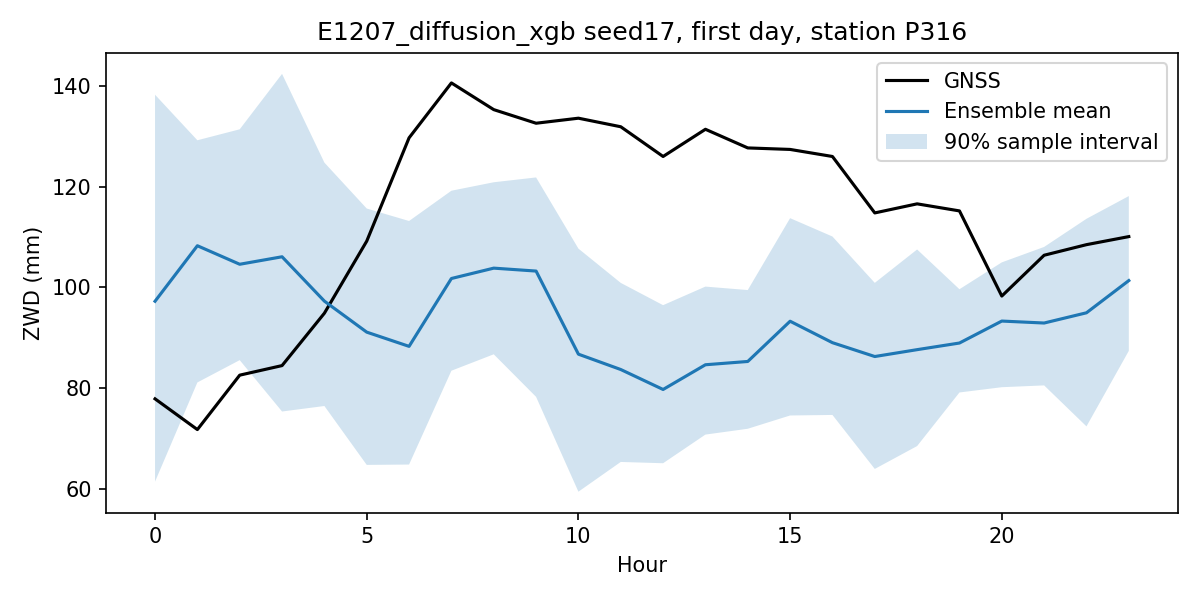 E1207_diffusion_xgb seed17, first day, station P316
GNSS
Ensemble mean
90% sample interval
ZWD (mm)
140
120
100
80
60
0 5 10 15 20
Hour